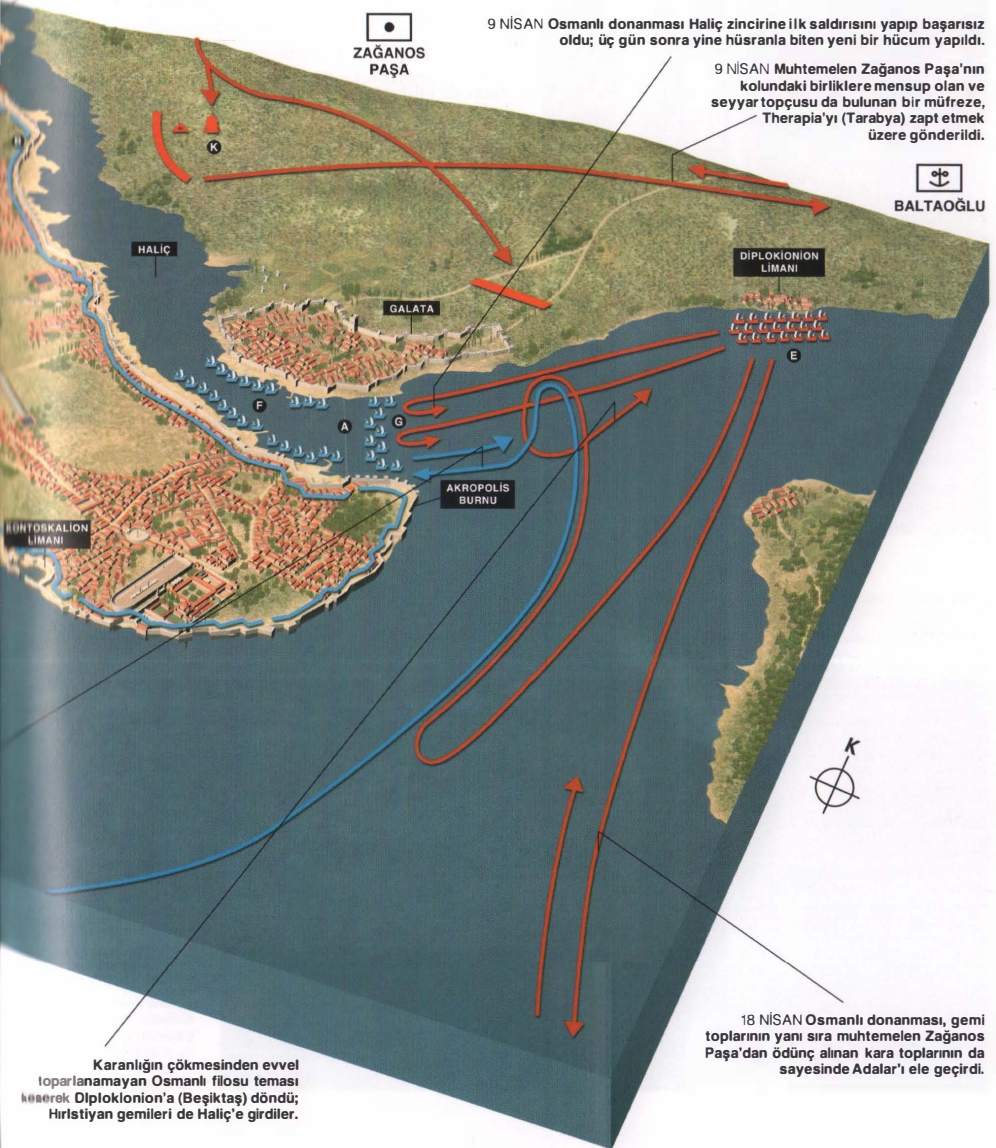 9 NİSAN Osmanlı donanması Haliç zincirine ilk saldırısını yapıp başarısız
oldu; üç gün sonra yine hüsranla biten yeni bir hücum yapıldı.
ZAĞANOS
PAŞA
9 NİSAN Muhtemelen Zağanos Paşa'nın
kolundaki birliklere mensup olan ve
seyyar topçusu da bulunan bir müfreze,
Therapia'yı (Tarabya) zapt etmek
üzere gönderildi.
K
BALTAOĞLU
H
HALİÇ
DİPLOKIONION
LİMANI
GALATA
E
F
A
G
AKROPOLİS
BURNU
KONTOSKALİON
LİMANI
K
18 NİSAN Osmanlı donanması, gemi
toplarının yanı sıra muhtemelen Zağanos
Paşa'dan ödünç alınan kara toplarının da
sayesinde Adalar'ı ele geçirdi.
Karanlığın çökmesinden evvel
toparlanamayan Osmanlı filosu teması
keserek Diplokionion'a (Beşiktaş) döndü;
Hıristiyan gemileri de Haliç'e girdiler.